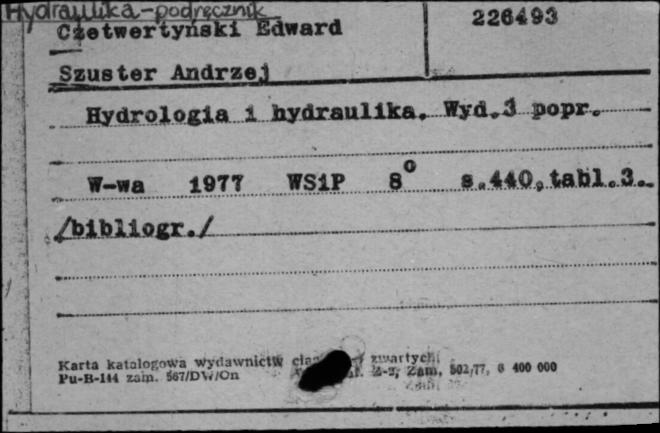 Hydraulika-podręcznik
Czetwertyński Edward 226493
Szuster Andrzej
Hydrologia i hydraulika. Wyd.3 popr.
W-wa 1977 WSiP 8° s.440, tabl.3.
/bibliogr./
Karta katalogowa wydawnictw zwartych
Pu-B-144 zam. 567/DW/On Zam. 502/77, 6 400 000